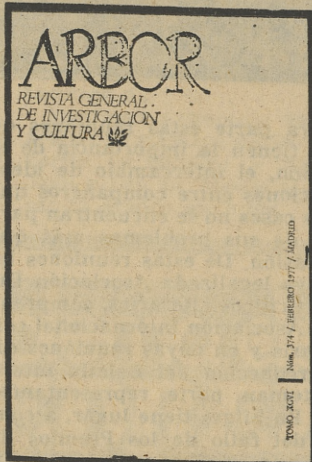 ARBOR
REVISTA GENERAL
DE INVESTIGACION
Y CULTURA
TOMO XCVI
Núm. 374 / FEBRERO 1977 / MADRID